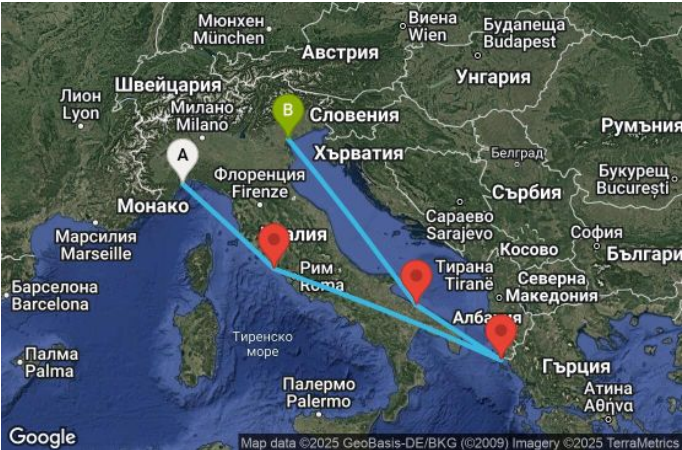 Мюнхен
München
Виена
Wien
Будапеща
Budapest
Австрия
Унгария
Швейцария
Лион
Lyon
Милано
Milano
B
Словения
Румъния
A
Хърватия
Белград
Флоренция
Firenze
Букурещ
București
Монако
Сърбия
Марсилия
Marseille
Сараево
Sarajevo
София
Косово
Българи
алия
Рим
Roma
Тирана
Tiranë
Северна
Македония
Барселона
Barcelona
Албания
Тиренско
море
Палма
Palma
Гърция
Палермо
Palermo
Атина
Αθήνα
Google
Map data ©2025 GeoBasis-DE/BKG (©2009) Imagery ©2025 TerraMetrics